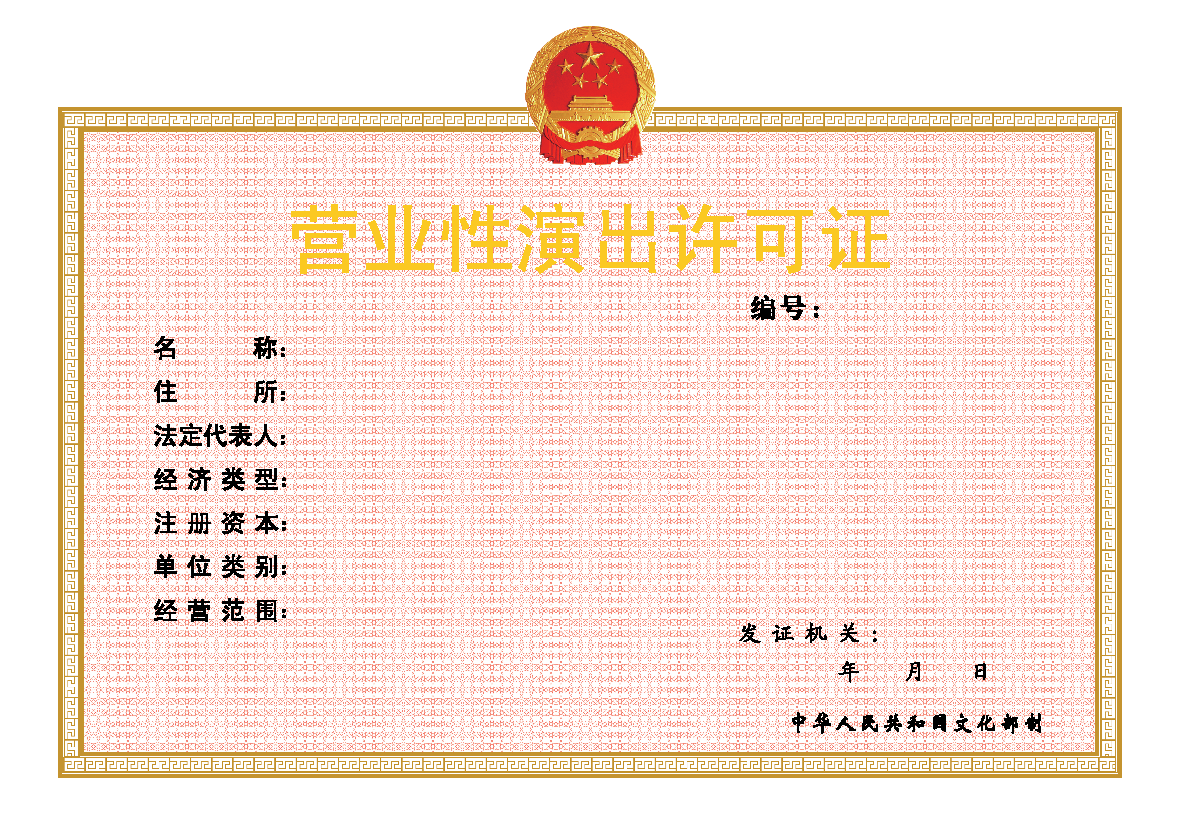 营业性演出许可证
编号：
名 称：
住 所：
法定代表人：
经济类型：
注册资本：
单位类别：
经营范围：
发证机关：
年 月 日
中华人民共和国文化部制